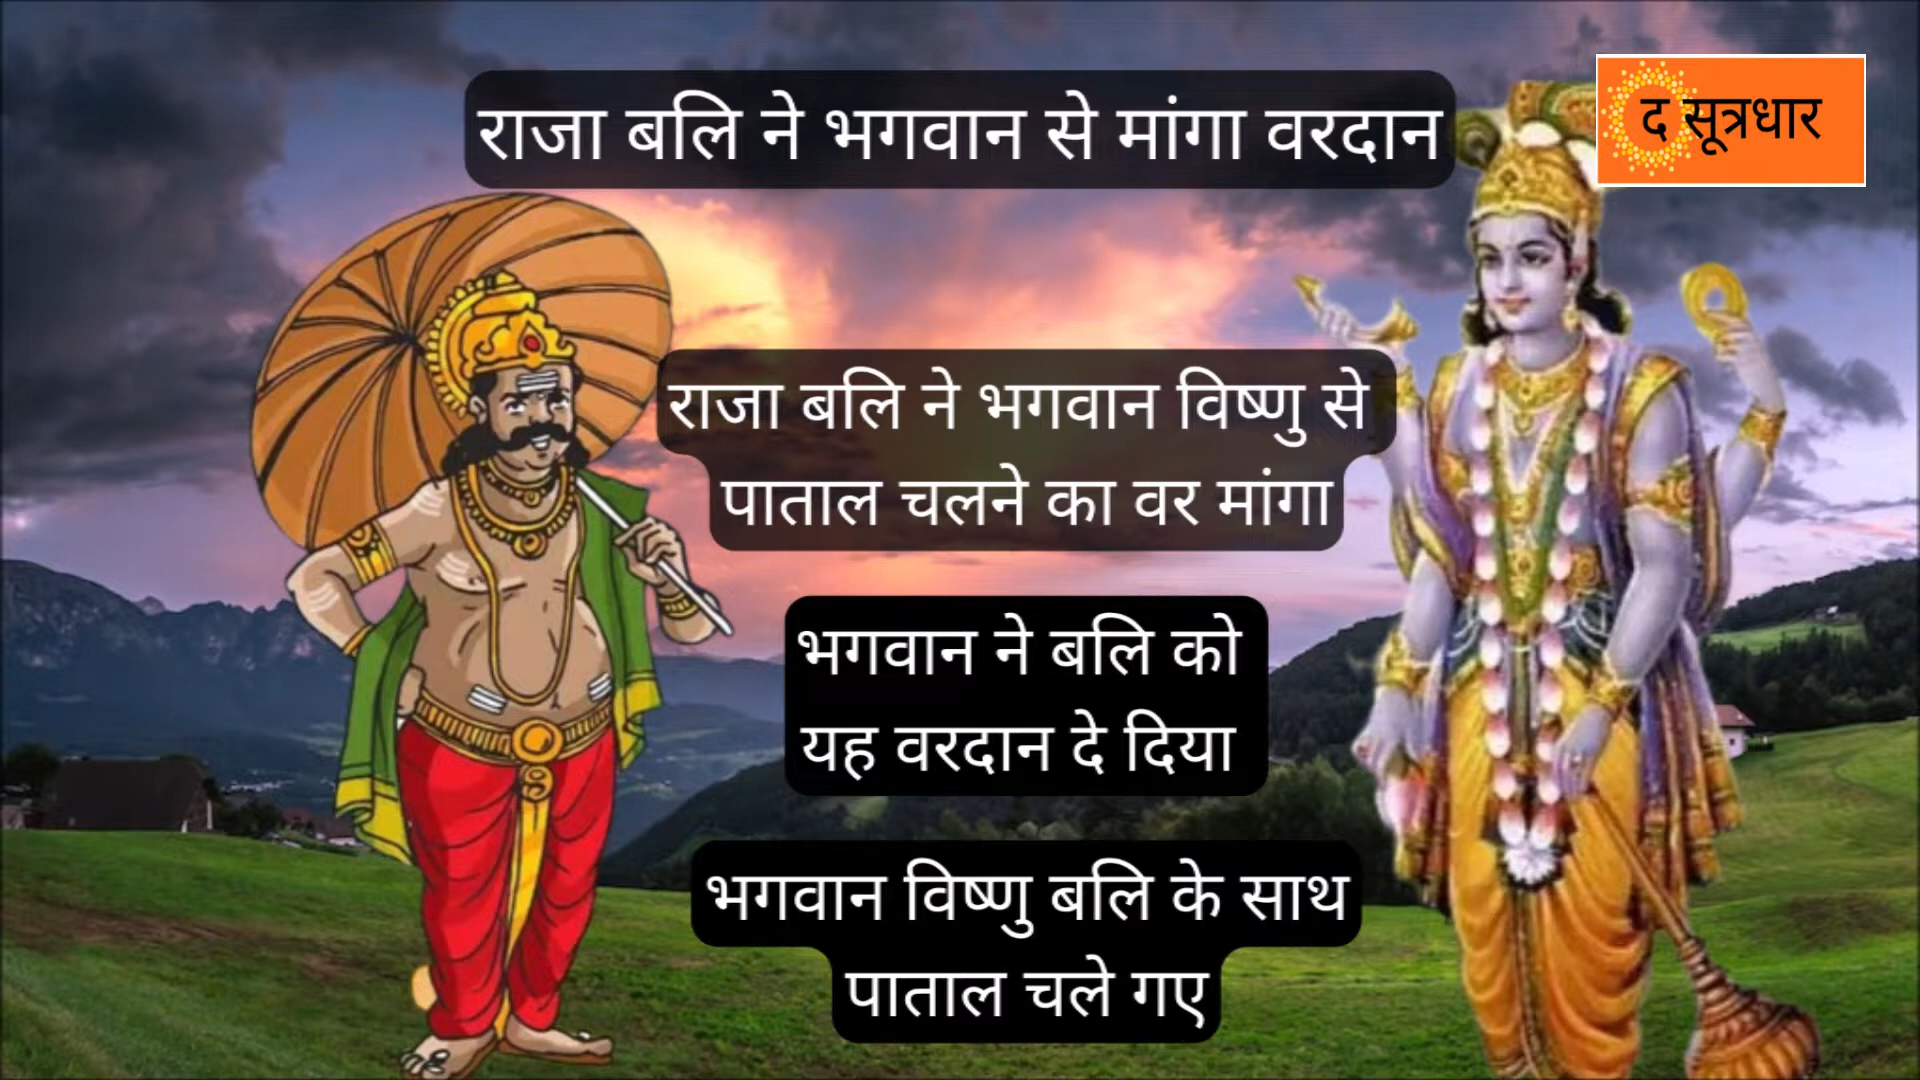 राजा बलि ने भगवान से मांगा वरदान
द सूत्रधार
राजा बलि ने भगवान विष्णु से
पाताल चलने का वर मांगा
भगवान ने बलि को
यह वरदान दे दिया
भगवान विष्णु बलि के साथ
पाताल चले गए